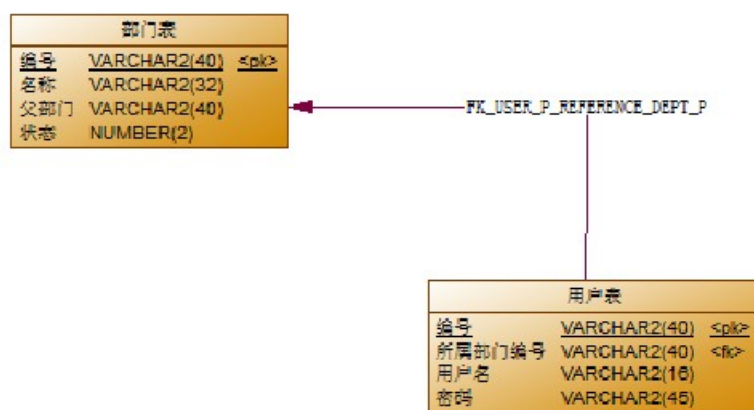 部门表
编号 VARCHAR2(40) <pk>
名称 VARCHAR2(32)
父部门 VARCHAR2(40)
状态 NUMBER(2)
FK_USER_P_REFERENCE_DEPT_P
用户表
编号 VARCHAR2(40) <pk>
所属部门编号 VARCHAR2(40) <fk>
用户名 VARCHAR2(16)
密码 VARCHAR2(45)